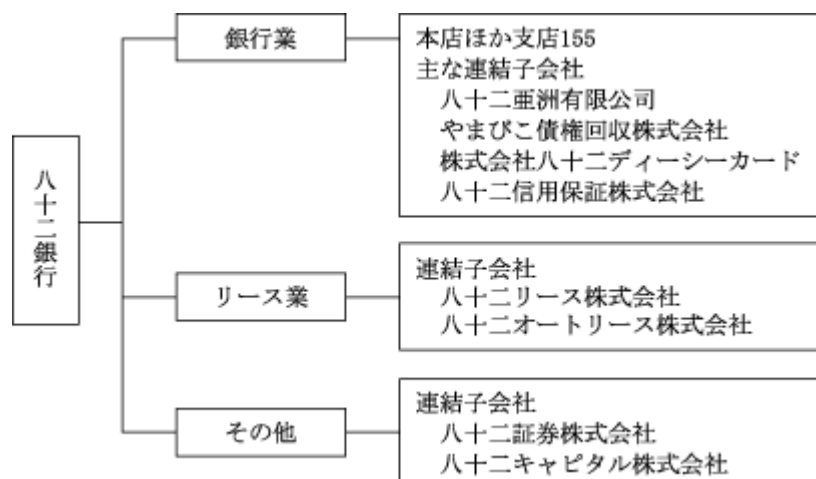 八十二銀行
銀行業
本店ほか支店155
主な連結子会社
八十二亜洲有限公司
やまびこ債権回収株式会社
株式会社八十二ディーシーカード
八十二信用保証株式会社
リース業
連結子会社
八十二リース株式会社
八十二オートリース株式会社
その他
連結子会社
八十二証券株式会社
八十二キャピタル株式会社